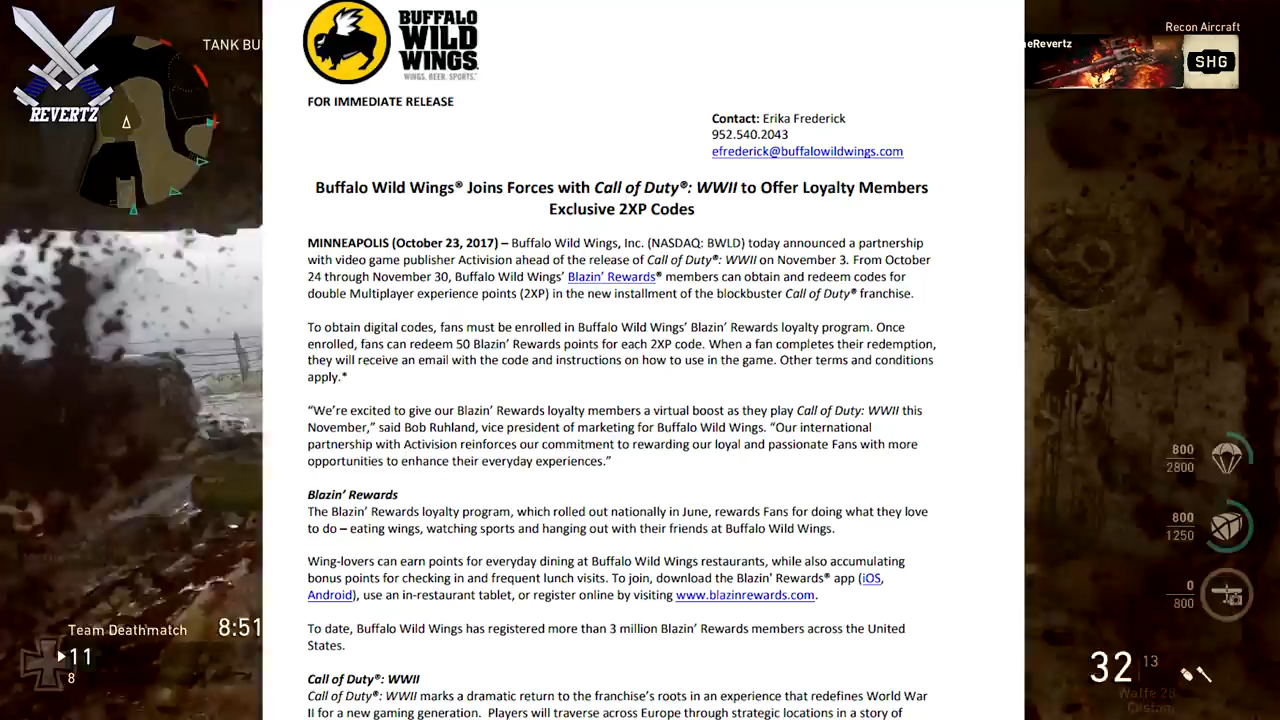 REVERTZ
TANK BU
BUFFALO
WILD
WINGS
WINGS. BEER. SPORTS.
FOR IMMEDIATE RELEASE
Contact: Erika Frederick
952.540.2043
efrederick@buffalowildwings.com
Buffalo Wild Wings® Joins Forces with Call of Duty®: WWII to Offer Loyalty Members
Exclusive 2XP Codes
MINNEAPOLIS (October 23, 2017) – Buffalo Wild Wings, Inc. (NASDAQ: BWLD) today announced a partnership
with video game publisher Activision ahead of the release of Call of Duty®: WWII on November 3. From October
24 through November 30, Buffalo Wild Wings’ Blazin’ Rewards® members can obtain and redeem codes for
double Multiplayer experience points (2XP) in the new installment of the blockbuster Call of Duty® franchise.
To obtain digital codes, fans must be enrolled in Buffalo Wild Wings’ Blazin’ Rewards loyalty program. Once
enrolled, fans can redeem 50 Blazin’ Rewards points for each 2XP code. When a fan completes their redemption,
they will receive an email with the code and instructions on how to use in the game. Other terms and conditions
apply.*
“We’re excited to give our Blazin’ Rewards loyalty members a virtual boost as they play Call of Duty: WWII this
November,” said Bob Ruhland, vice president of marketing for Buffalo Wild Wings. “Our international
partnership with Activision reinforces our commitment to rewarding our loyal and passionate Fans with more
opportunities to enhance their everyday experiences.”
Blazin’ Rewards
The Blazin’ Rewards loyalty program, which rolled out nationally in June, rewards Fans for doing what they love
to do – eating wings, watching sports and hanging out with their friends at Buffalo Wild Wings.
Wing-lovers can earn points for everyday dining at Buffalo Wild Wings restaurants, while also accumulating
bonus points for checking in and frequent lunch visits. To join, download the Blazin' Rewards® app (iOS,
Android), use an in-restaurant tablet, or register online by visiting www.blazinrewards.com.
To date, Buffalo Wild Wings has registered more than 3 million Blazin’ Rewards members across the United
States.
Call of Duty®: WWII
Call of Duty®: WWII marks a dramatic return to the franchise’s roots in an experience that redefines World War
II for a new gaming generation. Players will traverse across Europe through strategic locations in a story of
Recon Aircraft
neRevertz
SHG
800
2800
800
1250
0
800
Team Deathmatch 8:51
11
8
32 13
Waffe 28
Custom